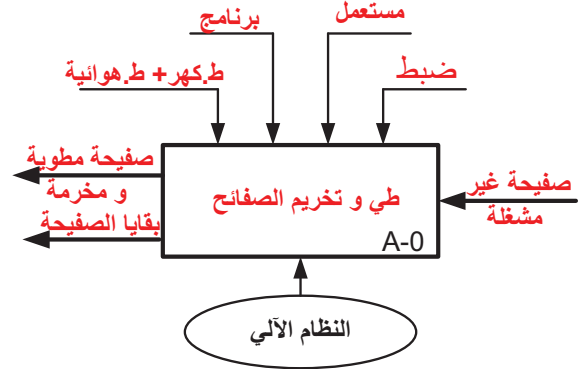 مستعمل
برنامج
ضبط
ط.كهر+ ط.هوائية
صفيحة غير
مشغلة
طي و تخريم الصفائح
A-0
صفيحة مطوية
و مخرمة
بقايا الصفيحة
النظام الآلي